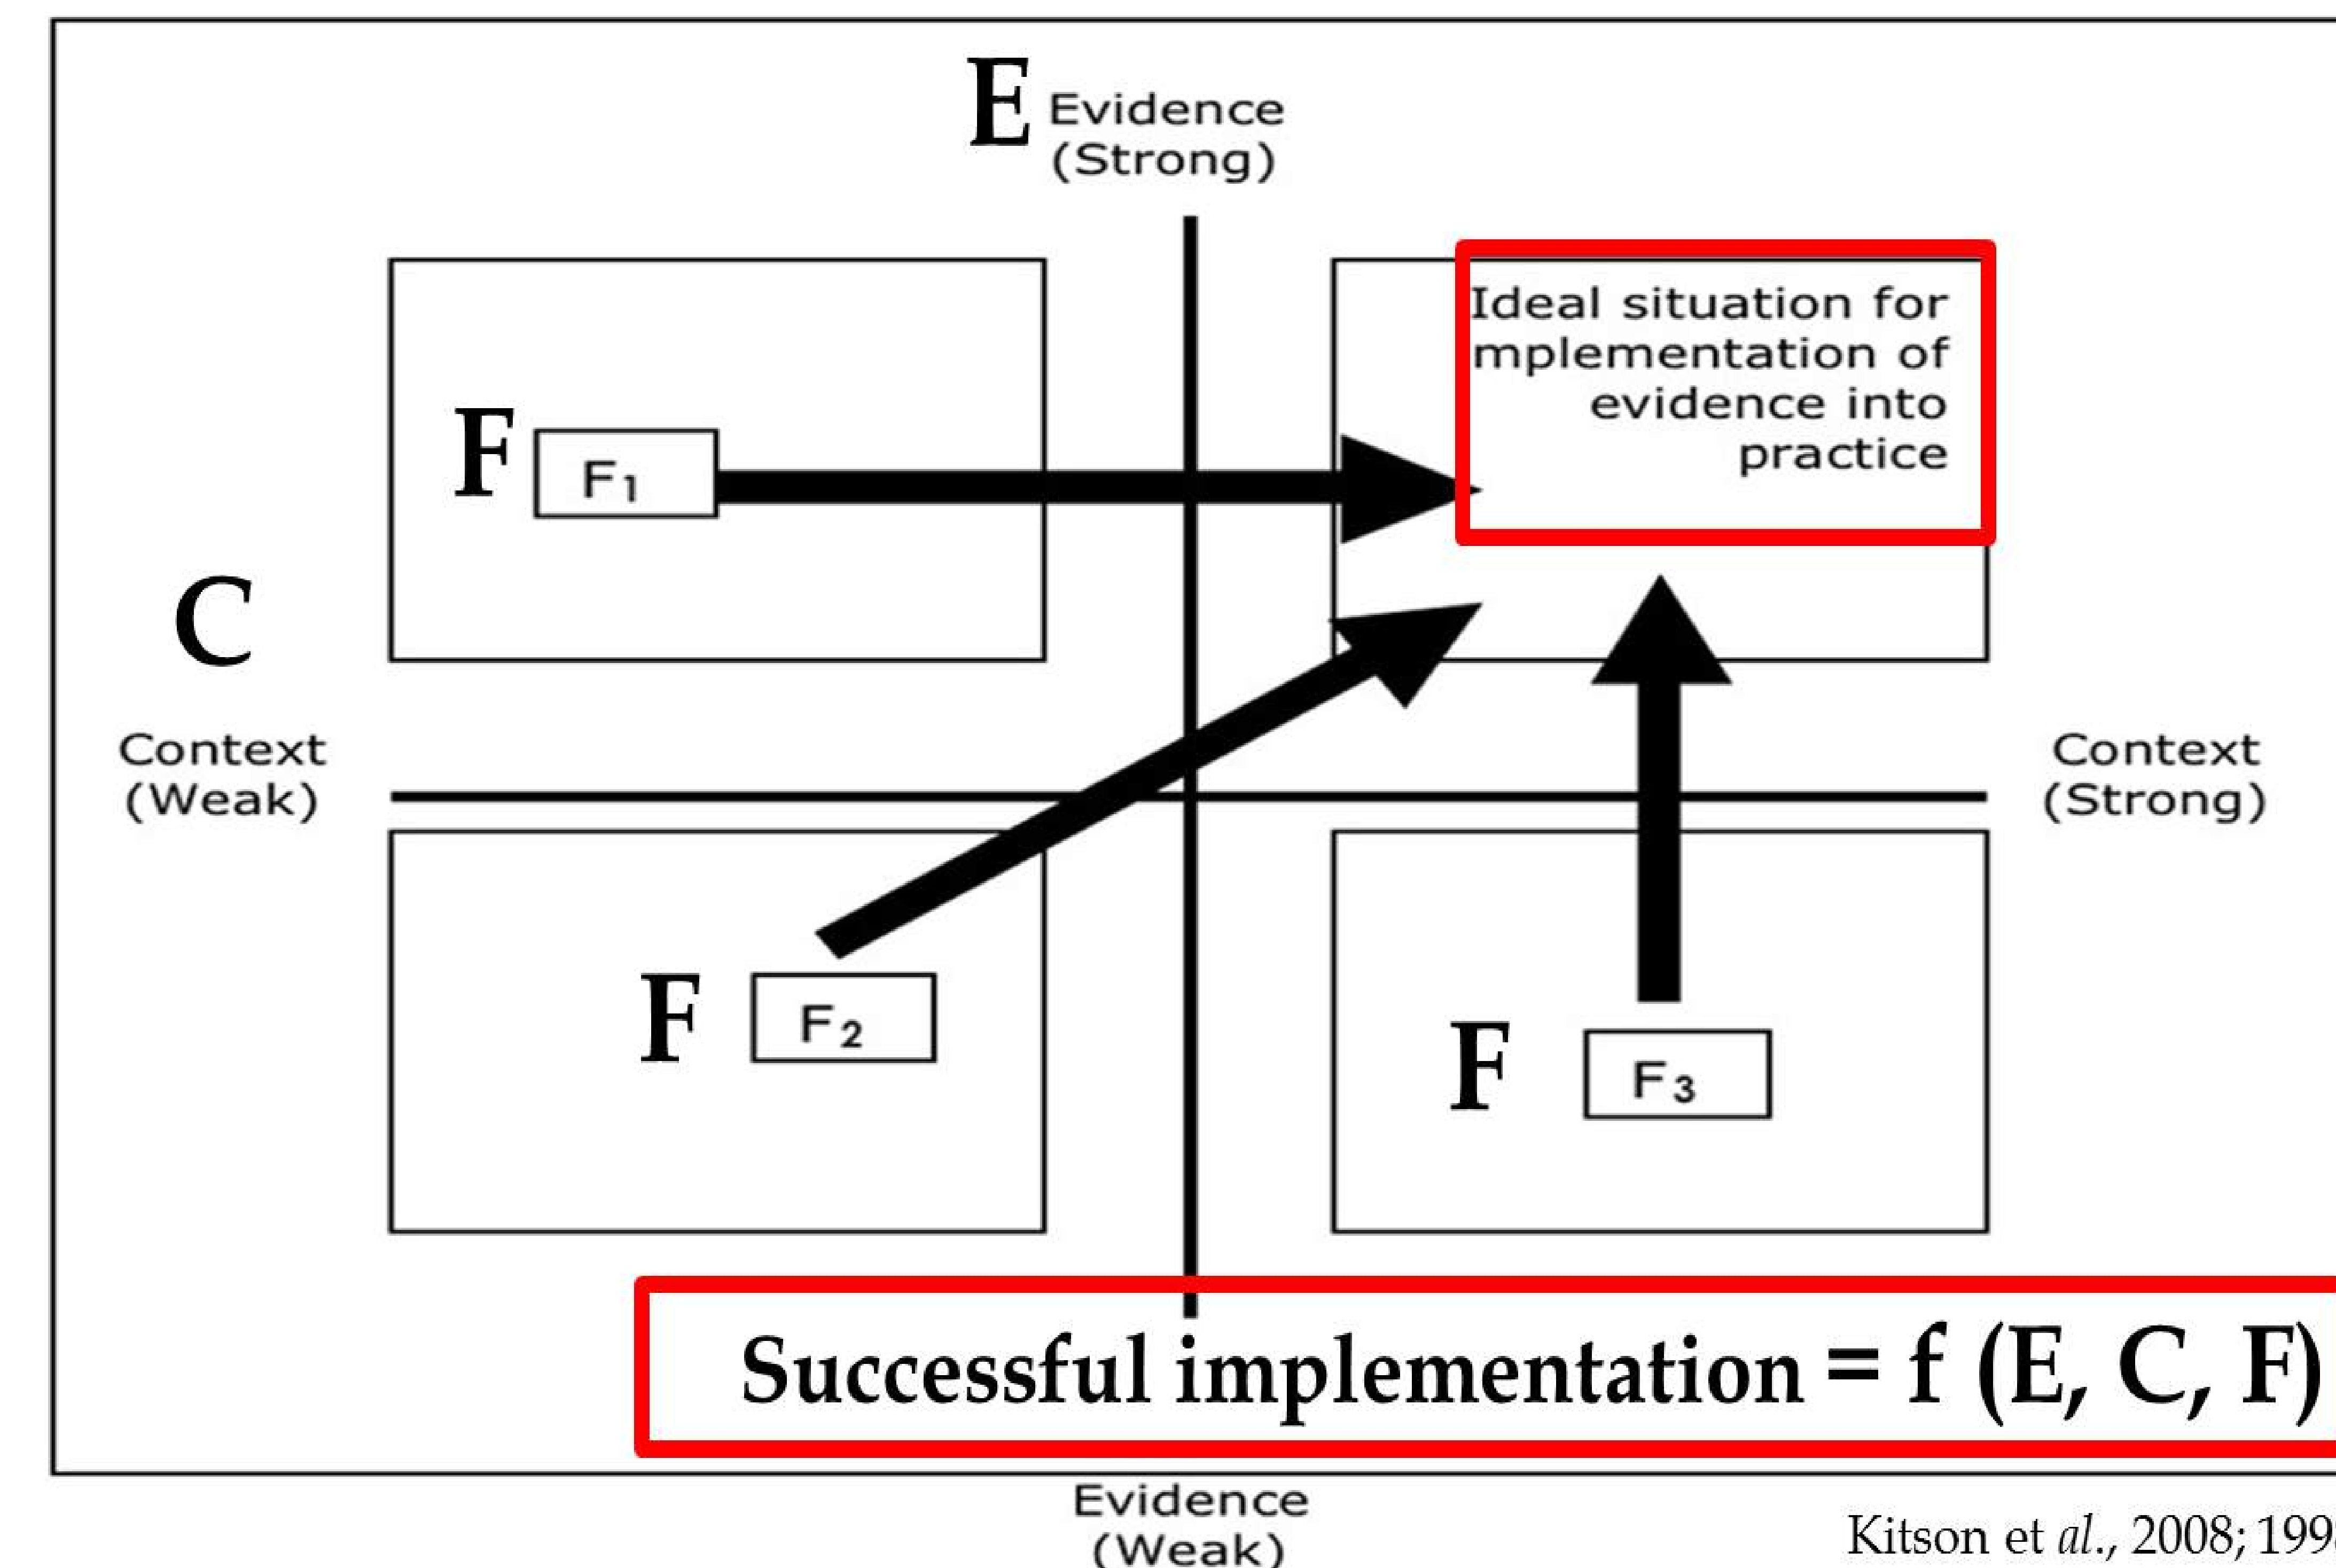 E
Evidence
(Strong)
Ideal situation for
mplementation of
evidence into
practice
F
F1
C
Context
(Weak)
Context
(Strong)
F
F2
F
F3
Successful implementation = f (E, C, F)
Evidence
(Weak)
Kitson et al., 2008;